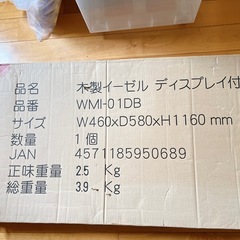 品名 木製イーゼル ディスプレイ付
品番 WMI-01DB
サイズ W460xD580xH1160 mm
数量 1個
JAN 4571185950689
正味重量 2.5 Kg
総重量 3.9 Kg